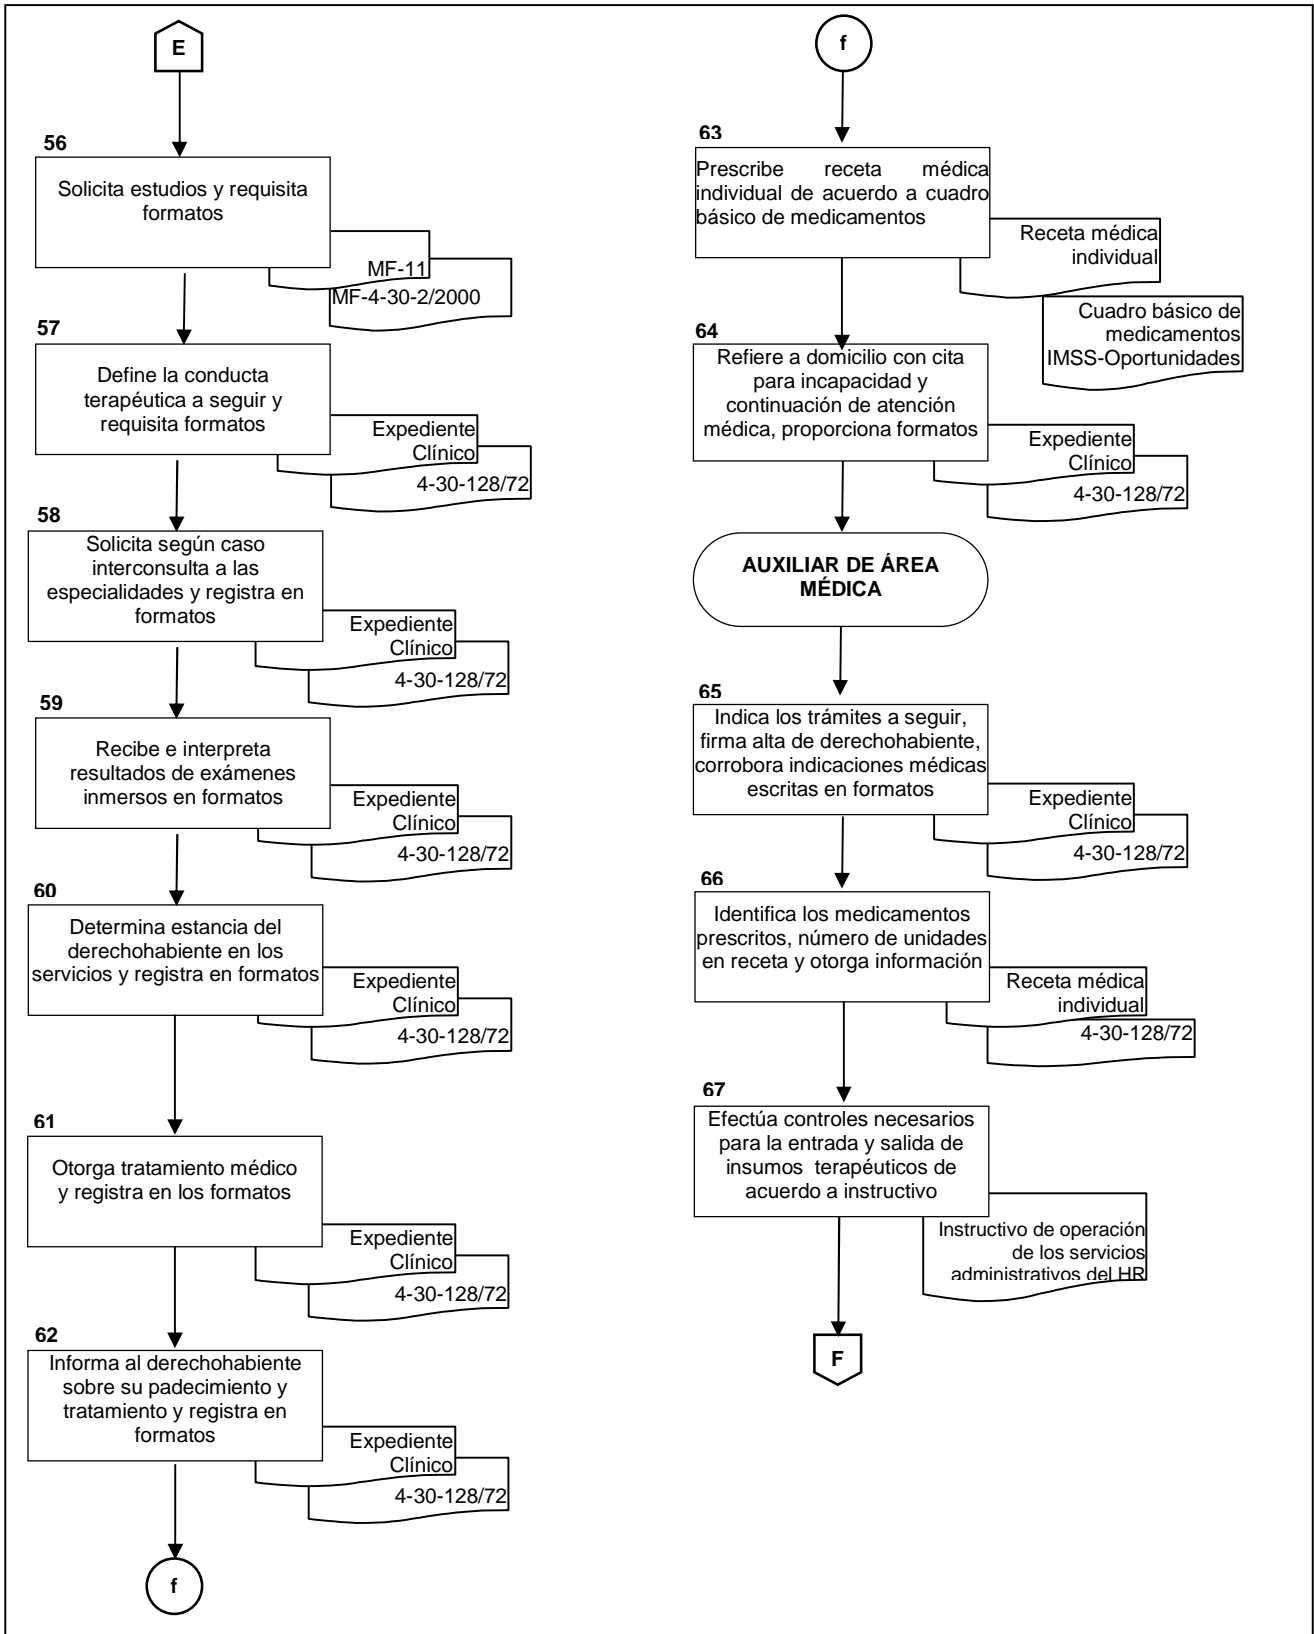 E
56
Solicita estudios y requisita
formatos
MF-11
MF-4-30-2/2000
57
Define la conducta
terapéutica a seguir y
requisita formatos
Expediente
Clínico
4-30-128/72
58
Solicita según caso
interconsulta a las
especialidades y registra en
formatos
Expediente
Clínico
4-30-128/72
59
Recibe e interpreta
resultados de exámenes
inmersos en formatos
Expediente
Clínico
4-30-128/72
60
Determina estancia del
derechohabiente en los
servicios y registra en formatos
Expediente
Clínico
4-30-128/72
61
Otorga tratamiento médico
y registra en los formatos
Expediente
Clínico
4-30-128/72
62
Informa al derechohabiente
sobre su padecimiento y
tratamiento y registra en
formatos
Expediente
Clínico
4-30-128/72
f
f
63
Prescribe receta médica
individual de acuerdo a cuadro
básico de medicamentos
Receta médica
individual
Cuadro básico de
medicamentos
IMSS-Oportunidades
64
Refiere a domicilio con cita
para incapacidad y
continuación de atención
médica, proporciona formatos
Expediente
Clínico
4-30-128/72
AUXILIAR DE ÁREA
MÉDICA
65
Indica los trámites a seguir,
firma alta de derechohabiente,
corrobora indicaciones médicas
escritas en formatos
Expediente
Clínico
4-30-128/72
66
Identifica los medicamentos
prescritos, número de unidades
en receta y otorga información
Receta médica
individual
4-30-128/72
67
Efectúa controles necesarios
para la entrada y salida de
insumos terapéuticos de
acuerdo a instructivo
Instructivo de operación
de los servicios
administrativos del HR
F